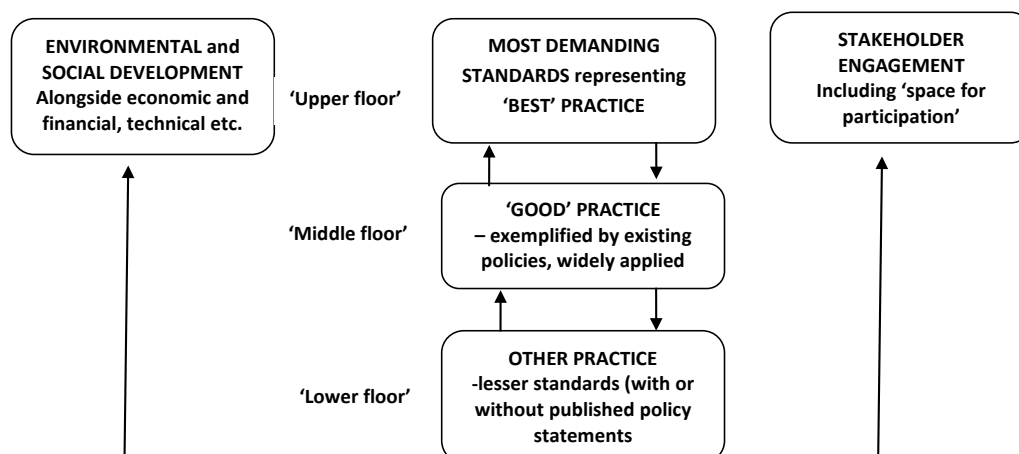 ENVIRONMENTAL and
SOCIAL DEVELOPMENT
Alongside economic and
financial, technical etc.
‘Upper floor’
MOST DEMANDING
STANDARDS representing
‘BEST’ PRACTICE
STAKEHOLDER
ENGAGEMENT
Including ‘space for
participation’
‘Middle floor’
‘GOOD’ PRACTICE
– exemplified by existing
policies, widely applied
‘Lower floor’
OTHER PRACTICE
-lesser standards (with or
without published policy
statements